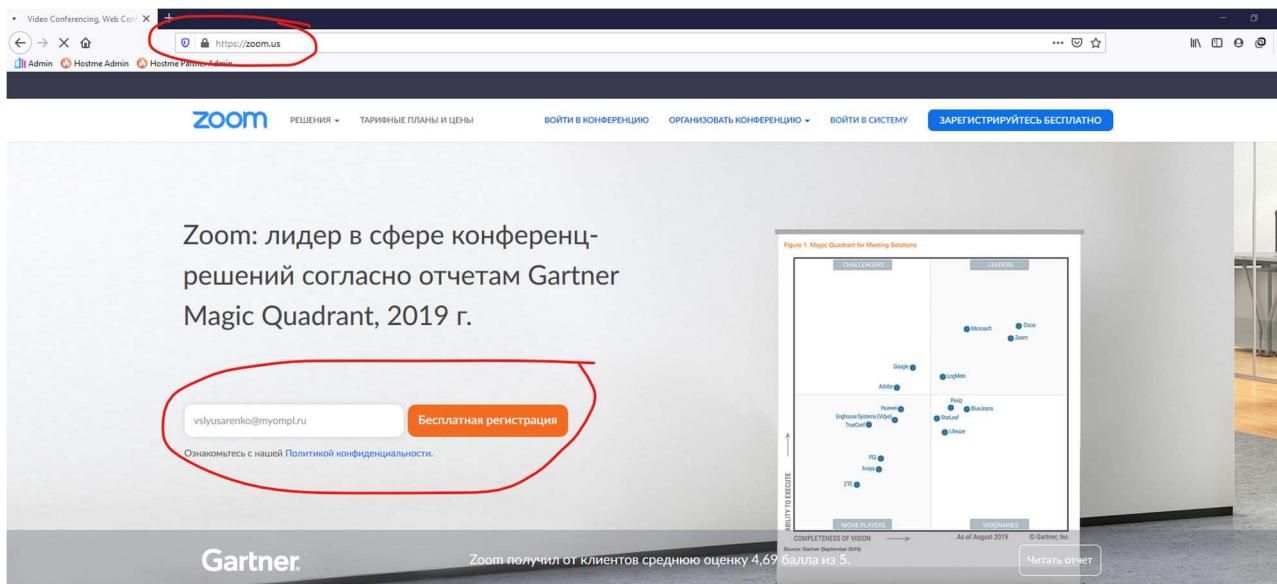 Video Conferencing, Web Con
https://zoom.us
Admin Hostme Admin Hostme Partner Admin
zoom РЕШЕНИЯ ТАРИФНЫЕ ПЛАНЫ И ЦЕНЫ ВОЙТИ В КОНФЕРЕНЦИЮ ОРГАНИЗОВАТЬ КОНФЕРЕНЦИЮ ВОЙТИ В СИСТЕМУ ЗАРЕГИСТРИРУЙТЕСЬ БЕСПЛАТНО
Zoom: лидер в сфере конференц-
решений согласно отчетам Gartner
Magic Quadrant, 2019 г.
vslyusarenko@myompl.ru Бесплатная регистрация
Ознакомьтесь с нашей Политикой конфиденциальности.
Figure 1. Magic Quadrant for Meeting Solutions
CHALLENGERS LEADERS
Microsoft Cisco
Zoom
Google
LogMeIn
Adobe
Pexip
Huawei BlueJeans
Enghouse Systems (Vidyo) StarLeaf
TrueConf
Lifesize
PGi
Avaya
ZTE
ABILITY TO EXECUTE
NICHE PLAYERS VISIONARIES
COMPLETENESS OF VISION As of August 2019 © Gartner, Inc
Source: Gartner (September 2019)
Gartner. Zoom получил от клиентов среднюю оценку 4,69 балла из 5. Читать отчет